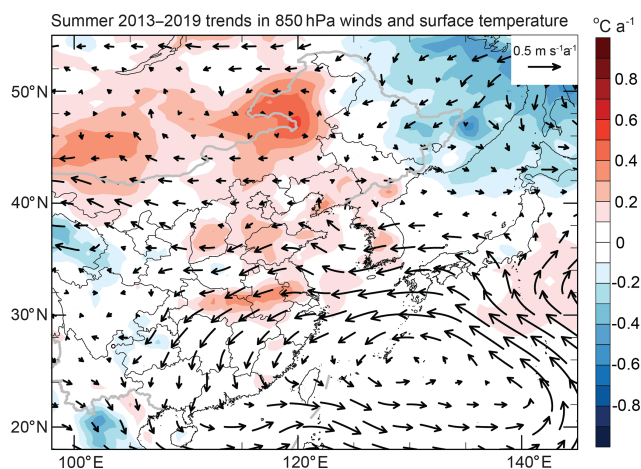 Summer 2013–2019 trends in 850 hPa winds and surface temperature
°C a⁻¹
0.5 m s⁻¹a⁻¹
50°N
40°N
30°N
20°N
100°E
120°E
140°E
0.8
0.6
0.4
0.2
0
-0.2
-0.4
-0.6
-0.8